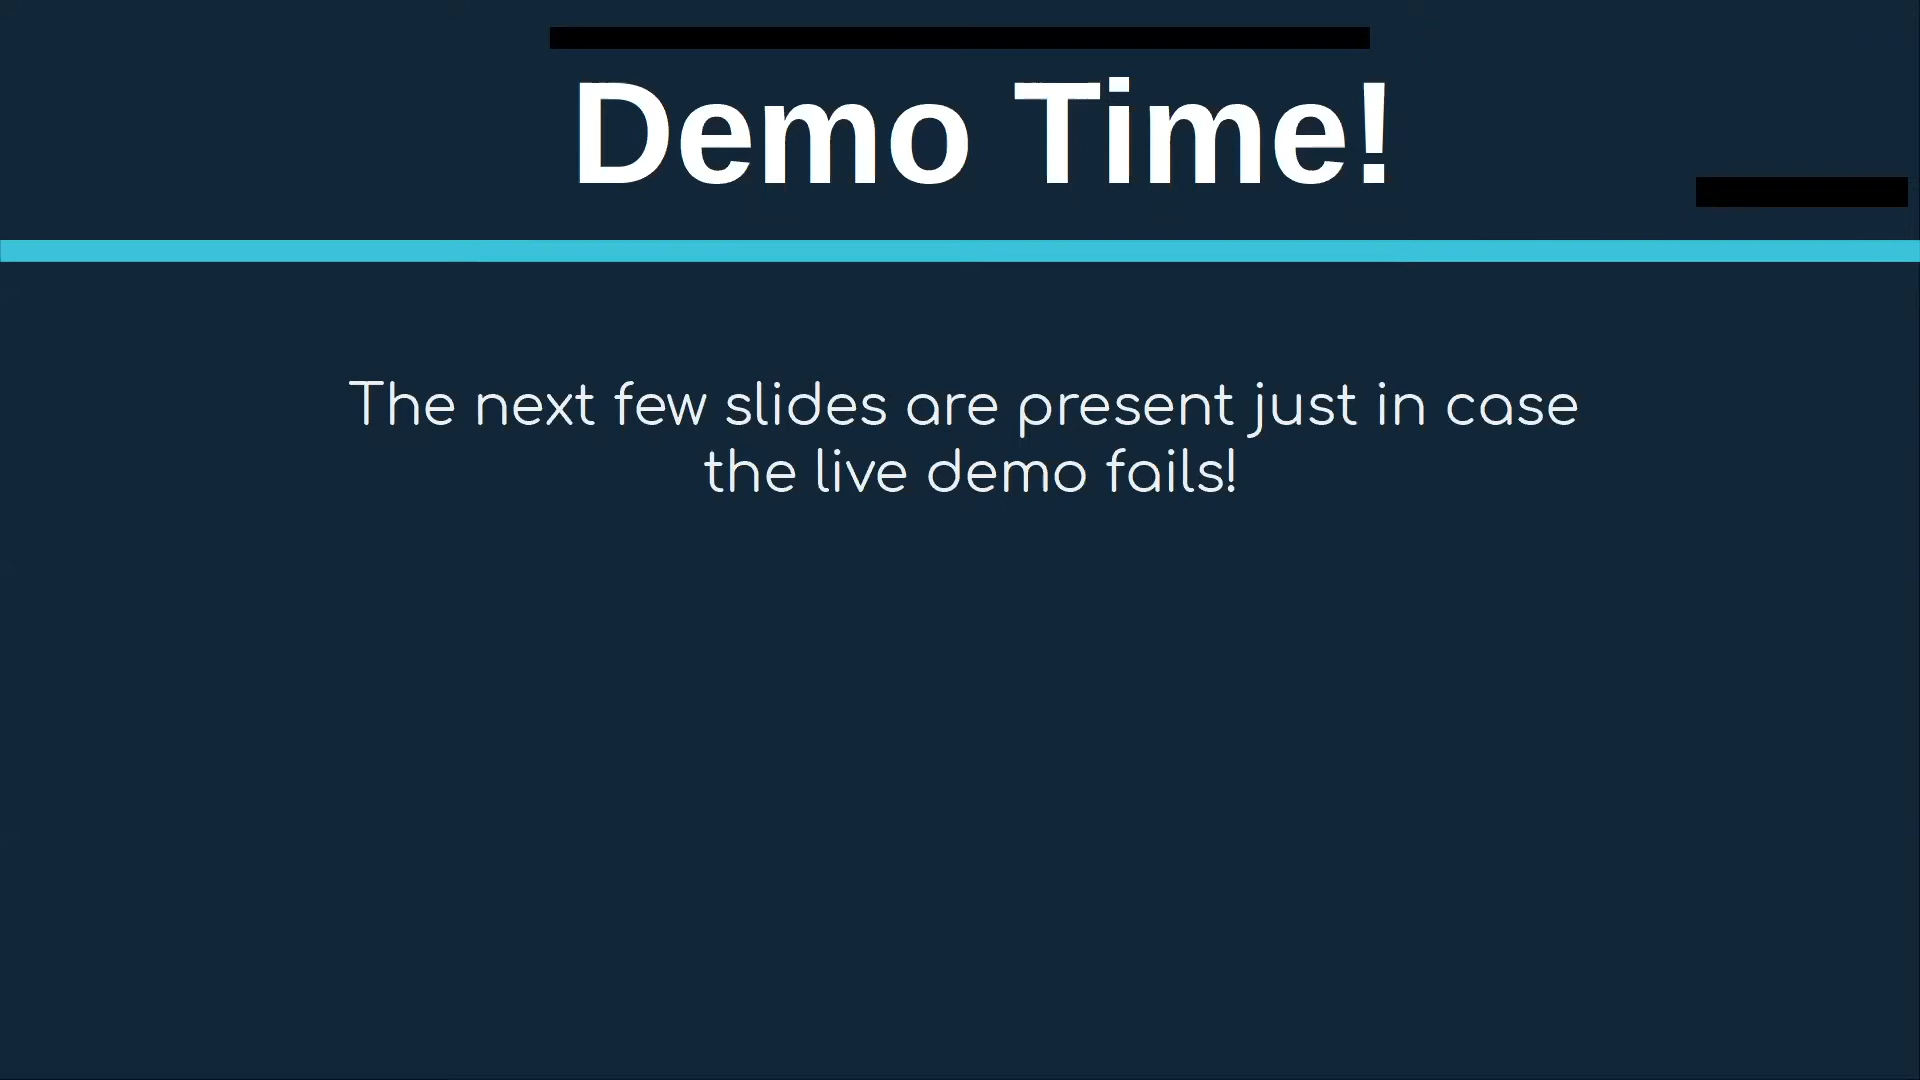 Demo Time!
The next few slides are present just in case
the live demo fails!